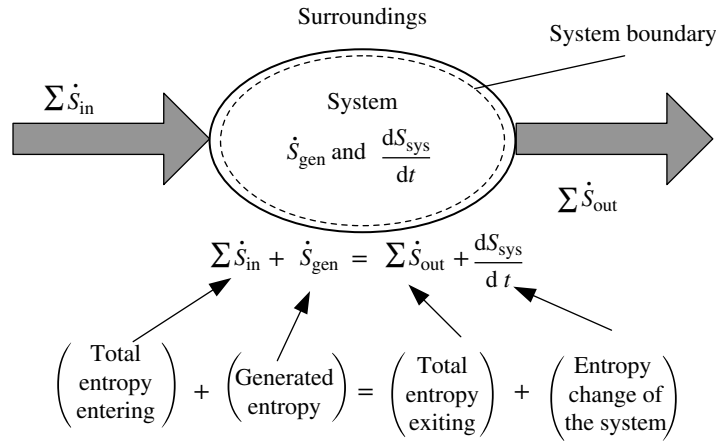 Surroundings
System boundary
∑Ṡin
System
Ṡgen and dSsys/dt
∑Ṡout
∑Ṡin + Ṡgen = ∑Ṡout + dSsys/d t
(Total entropy entering) + (Generated entropy) = (Total entropy exiting) + (Entropy change of the system)